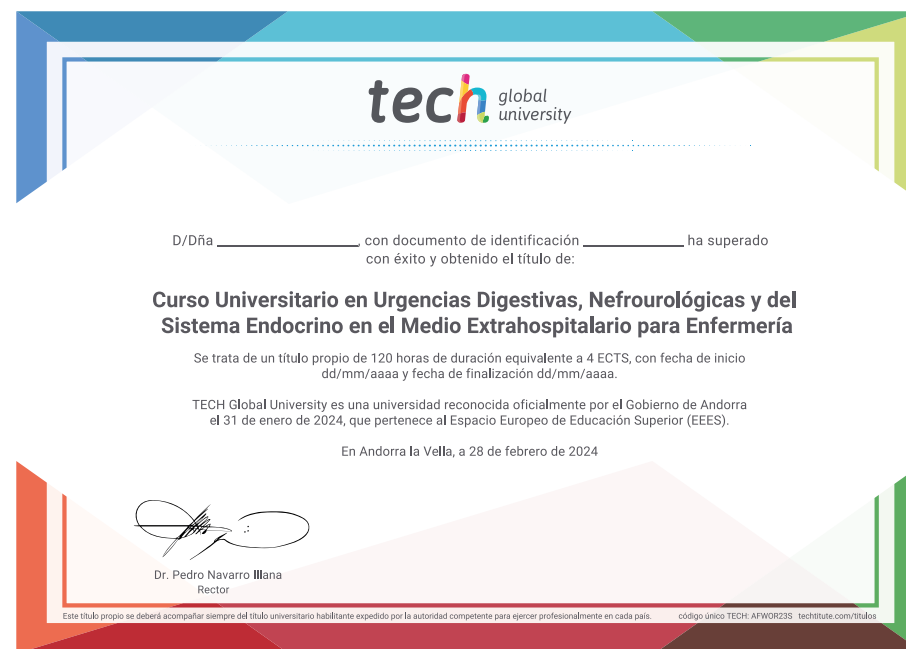 tech global university
D/Dña ____________________, con documento de identificación ______________ ha superado
con éxito y obtenido el título de:
Curso Universitario en Urgencias Digestivas, Nefrourológicas y del
Sistema Endocrino en el Medio Extrahospitalario para Enfermería
Se trata de un título propio de 120 horas de duración equivalente a 4 ECTS, con fecha de inicio
dd/mm/aaaa y fecha de finalización dd/mm/aaaa.
TECH Global University es una universidad reconocida oficialmente por el Gobierno de Andorra
el 31 de enero de 2024, que pertenece al Espacio Europeo de Educación Superior (EEES).
En Andorra la Vella, a 28 de febrero de 2024
Dr. Pedro Navarro Illana
Rector
Este título propio se deberá acompañar siempre del título universitario habilitante expedido por la autoridad competente para ejercer profesionalmente en cada país. código único TECH: AFWOR23S techtitute.com/titulos